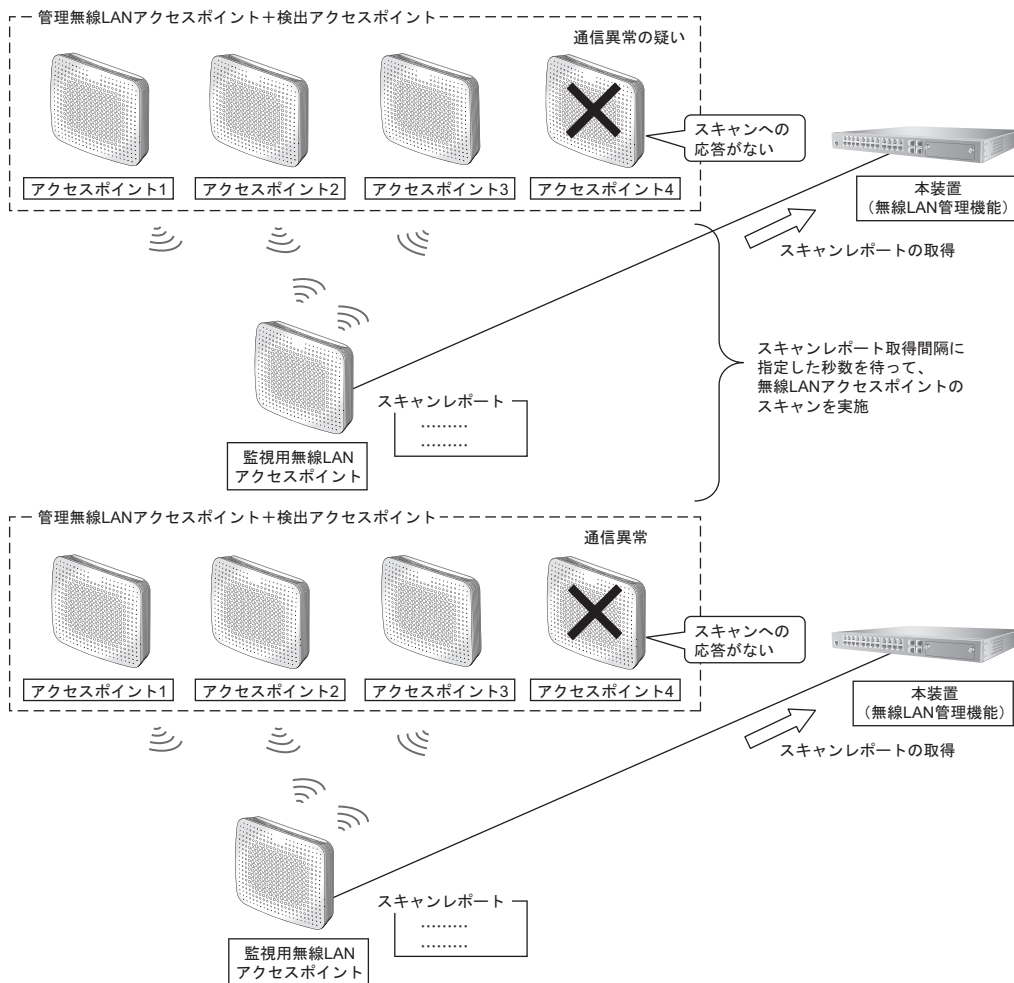 管理無線LANアクセスポイント＋検出アクセスポイント
通信異常の疑い
スキャンへの
応答がない
アクセスポイント1
アクセスポイント2
アクセスポイント3
アクセスポイント4
本装置
（無線LAN管理機能）
スキャンレポートの取得
スキャンレポート取得間隔に
指定した秒数を待って、
無線LANアクセスポイントの
スキャンを実施
スキャンレポート
………
………
監視用無線LAN
アクセスポイント
管理無線LANアクセスポイント＋検出アクセスポイント
通信異常
スキャンへの
応答がない
アクセスポイント1
アクセスポイント2
アクセスポイント3
アクセスポイント4
本装置
（無線LAN管理機能）
スキャンレポートの取得
スキャンレポート
………
………
監視用無線LAN
アクセスポイント